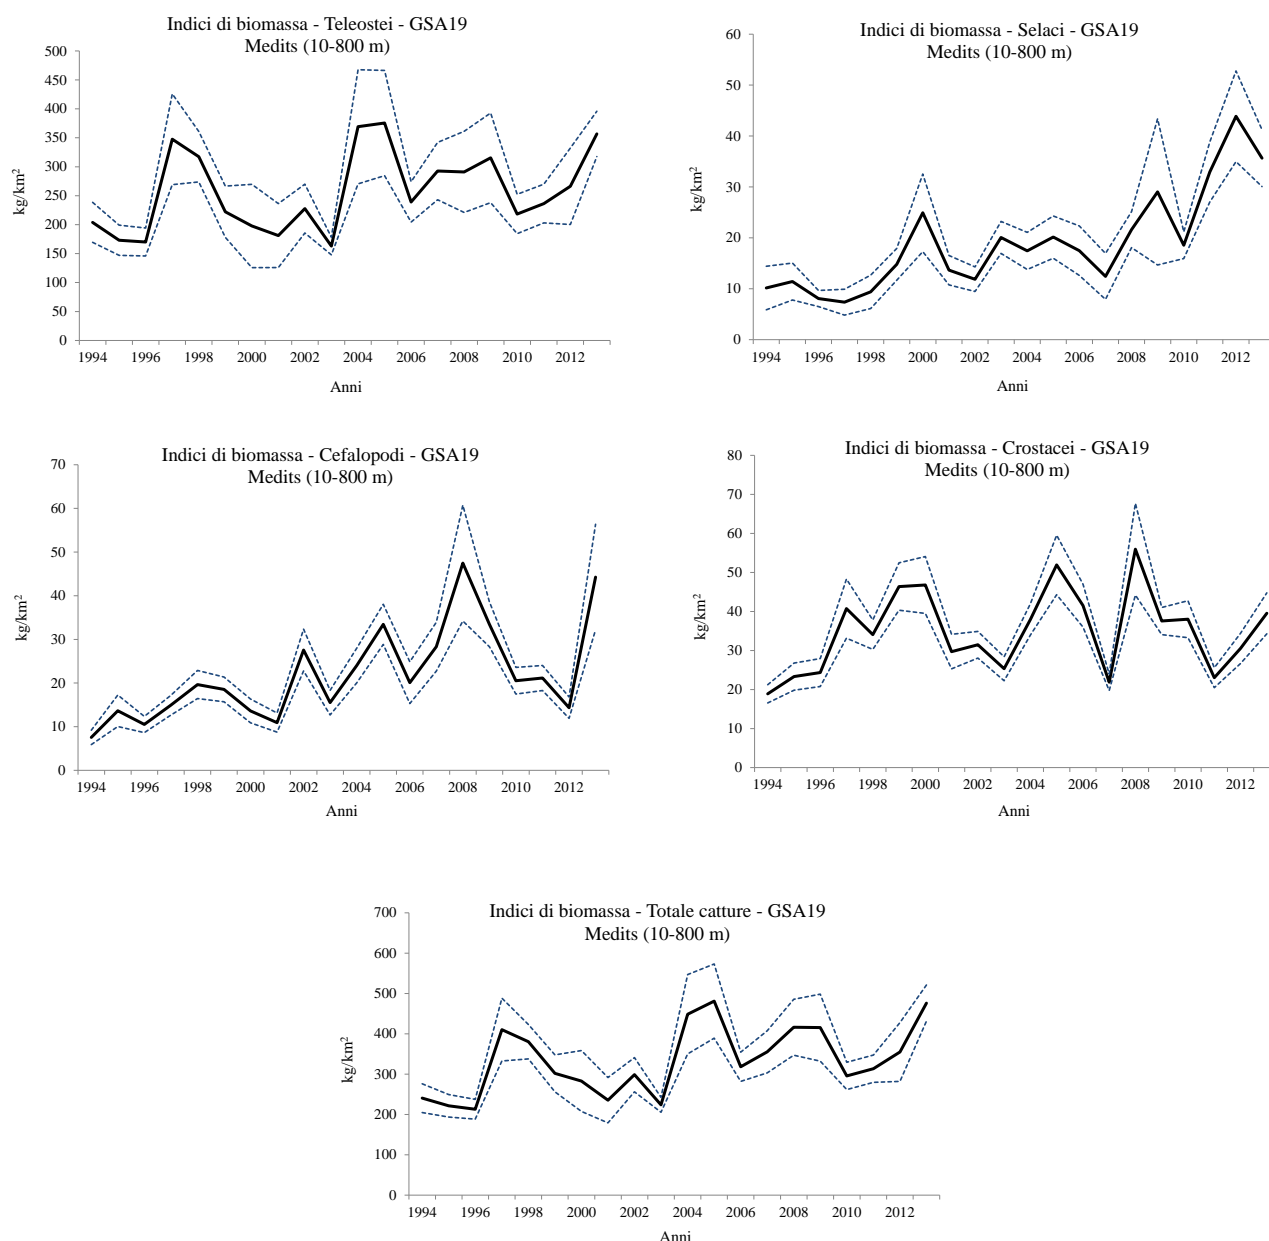 Indici di biomassa - Teleostei - GSA19
Medits (10-800 m)
500
450
400
350
300
250
200
150
100
50
0
kg/km²
1994 1996 1998 2000 2002 2004 2006 2008 2010 2012
Anni
Indici di biomassa - Selaci - GSA19
Medits (10-800 m)
60
50
40
30
20
10
0
kg/km²
1994 1996 1998 2000 2002 2004 2006 2008 2010 2012
Anni
Indici di biomassa - Cefalopodi - GSA19
Medits (10-800 m)
70
60
50
40
30
20
10
0
kg/km²
1994 1996 1998 2000 2002 2004 2006 2008 2010 2012
Anni
Indici di biomassa - Crostacei - GSA19
Medits (10-800 m)
80
70
60
50
40
30
20
10
0
kg/km²
1994 1996 1998 2000 2002 2004 2006 2008 2010 2012
Anni
Indici di biomassa - Totale catture - GSA19
Medits (10-800 m)
700
600
500
400
300
200
100
0
kg/km²
1994 1996 1998 2000 2002 2004 2006 2008 2010 2012
Anni